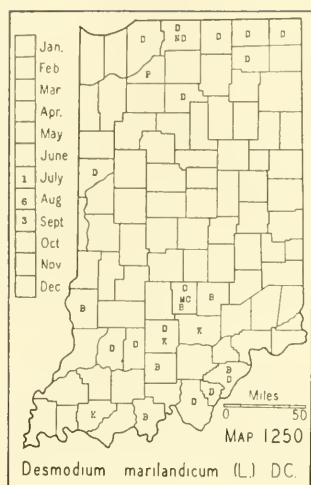 Jan.
Feb
Mar
Apr.
May
June
1 July
6 Aug
3 Sept
Oct
Nov
Dec
D D D D D
ND D
P
D
D
D
MC B
B B
D
D D K K
B B
D
D D
K B
Miles
0 50
MAP 1250
Desmodium marilandicum (L.) DC.